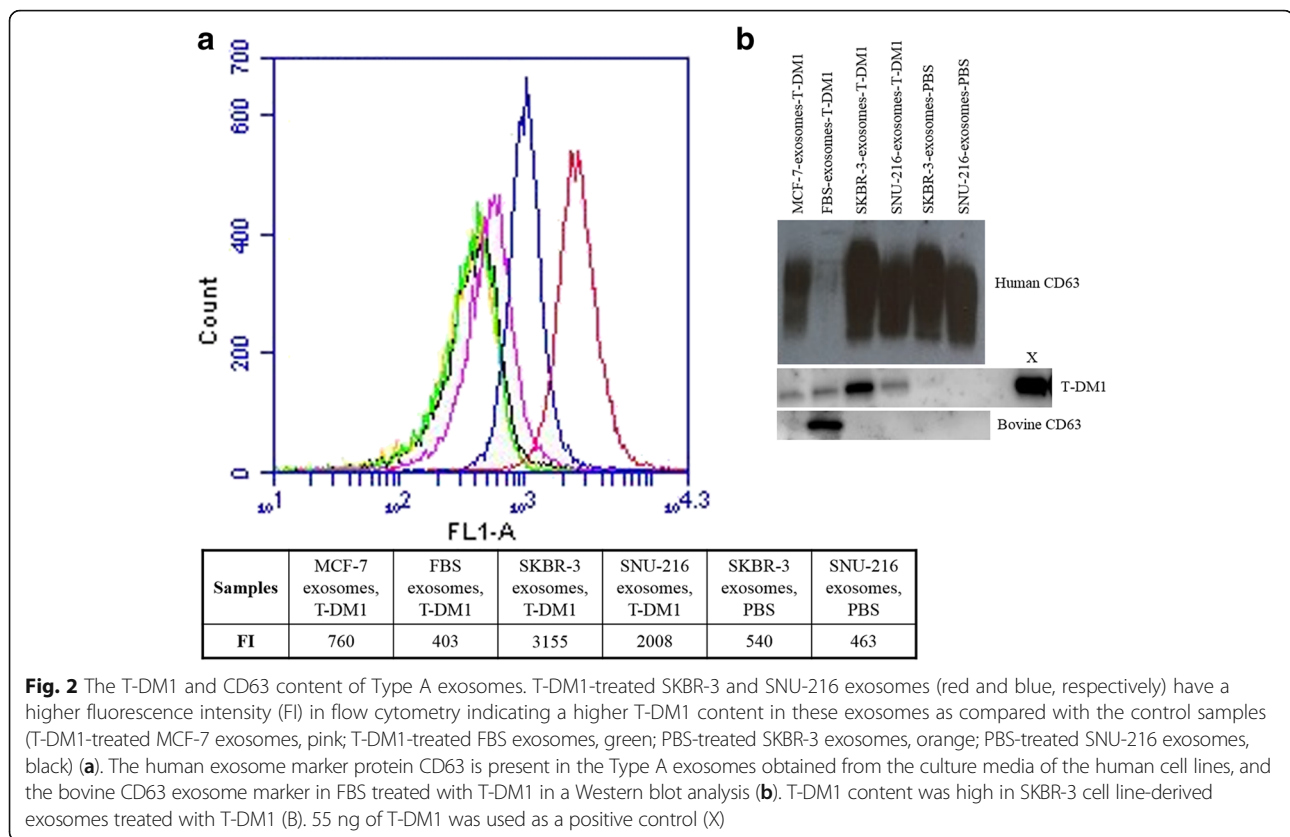 a
b
700
600
400
200
0
Count
10^1
10^2
10^3
10^4.3
FL1-A
MCF-7-exosomes-T-DM1
FBS-exosomes-T-DM1
SKBR-3-exosomes-T-DM1
SNU-216-exosomes-T-DM1
SKBR-3-exosomes-PBS
SNU-216-exosomes-PBS
Human CD63
X
T-DM1
Bovine CD63
Samples | MCF-7 exosomes, T-DM1 | FBS exosomes, T-DM1 | SKBR-3 exosomes, T-DM1 | SNU-216 exosomes, T-DM1 | SKBR-3 exosomes, PBS | SNU-216 exosomes, PBS
FI | 760 | 403 | 3155 | 2008 | 540 | 463
Fig. 2 The T-DM1 and CD63 content of Type A exosomes. T-DM1-treated SKBR-3 and SNU-216 exosomes (red and blue, respectively) have a
higher fluorescence intensity (FI) in flow cytometry indicating a higher T-DM1 content in these exosomes as compared with the control samples
(T-DM1-treated MCF-7 exosomes, pink; T-DM1-treated FBS exosomes, green; PBS-treated SKBR-3 exosomes, orange; PBS-treated SNU-216 exosomes,
black) (a). The human exosome marker protein CD63 is present in the Type A exosomes obtained from the culture media of the human cell lines, and
the bovine CD63 exosome marker in FBS treated with T-DM1 in a Western blot analysis (b). T-DM1 content was high in SKBR-3 cell line-derived
exosomes treated with T-DM1 (B). 55 ng of T-DM1 was used as a positive control (X)